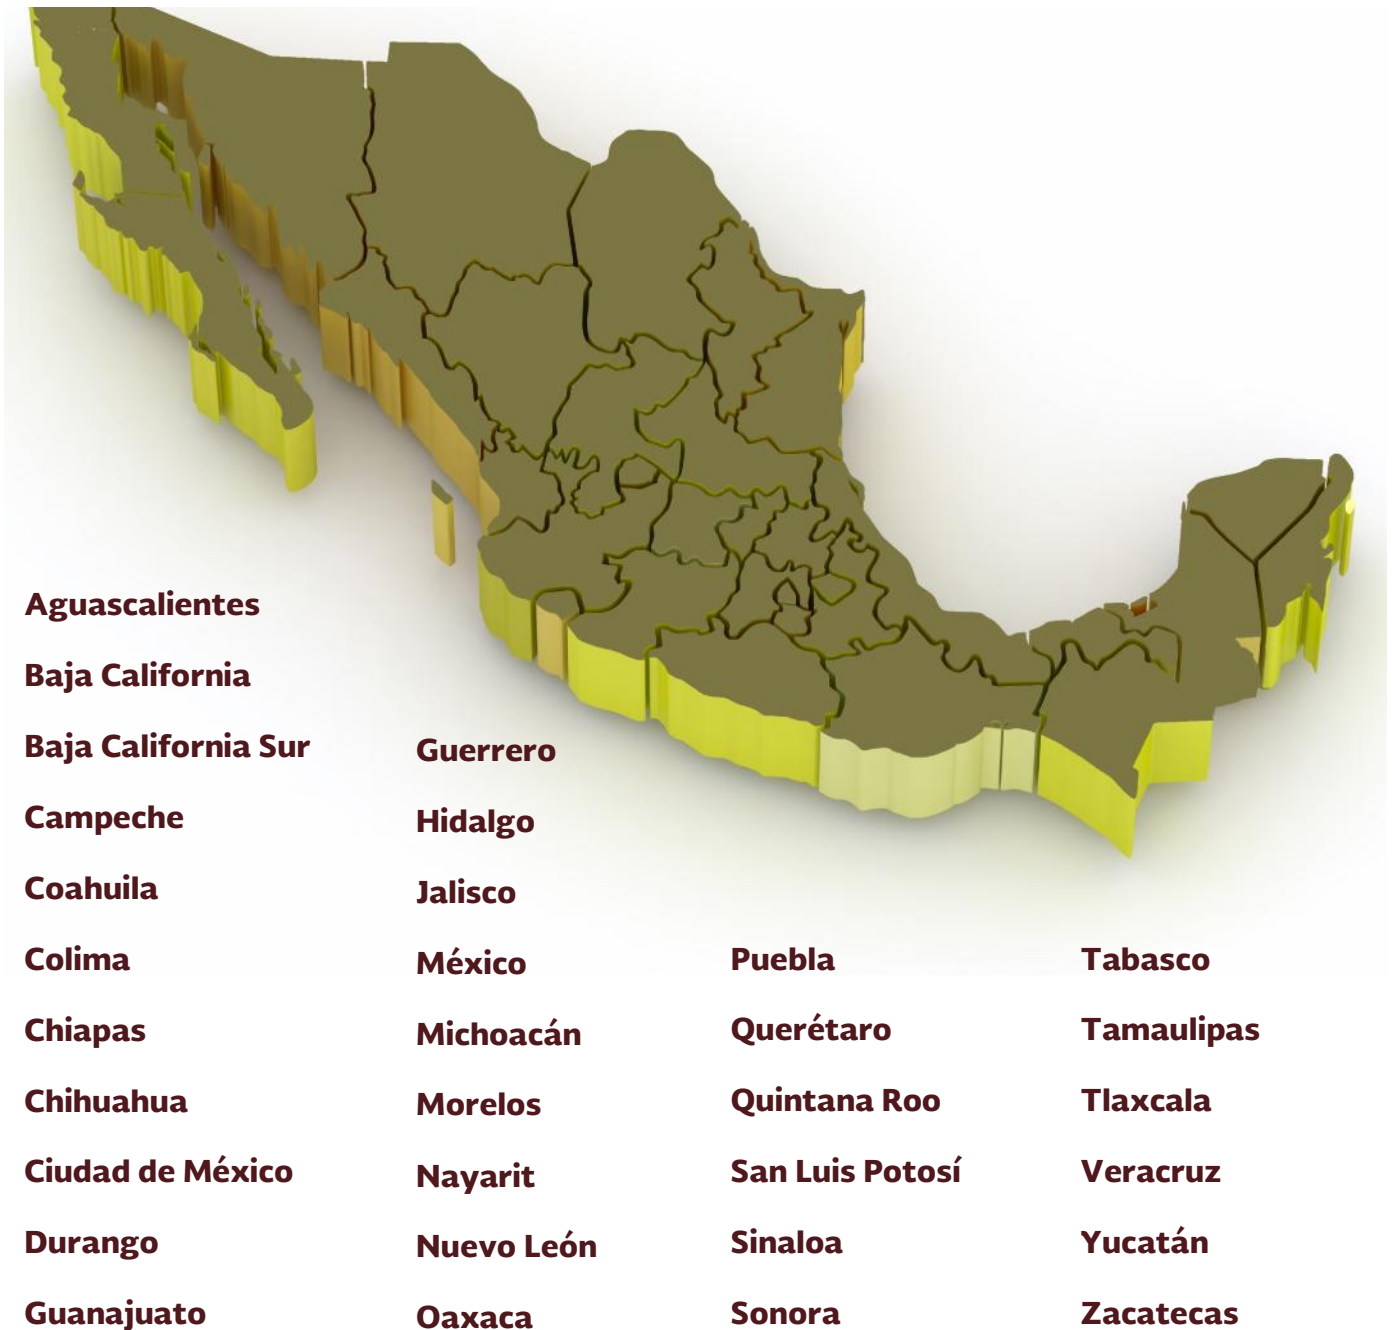 Aguascalientes
Baja California
Baja California Sur
Campeche
Coahuila
Colima
Chiapas
Chihuahua
Ciudad de México
Durango
Guanajuato
Guerrero
Hidalgo
Jalisco
México
Michoacán
Morelos
Nayarit
Nuevo León
Oaxaca
Puebla
Querétaro
Quintana Roo
San Luis Potosí
Sinaloa
Sonora
Tabasco
Tamaulipas
Tlaxcala
Veracruz
Yucatán
Zacatecas